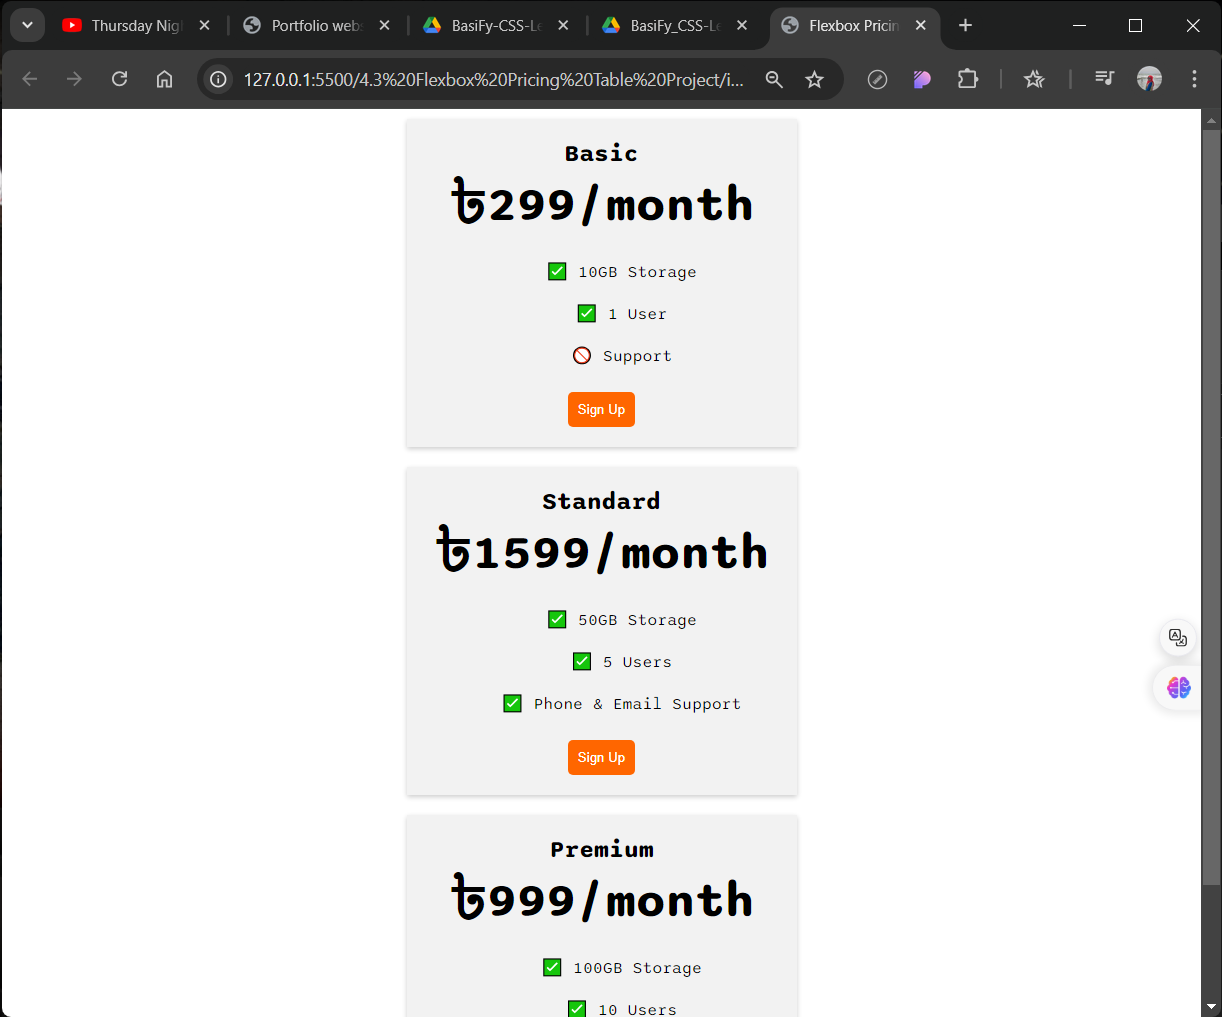 Thursday Nig
Portfolio web
BasiFy-CSS-Le
BasiFy_CSS-Le
Flexbox Pricin
127.0.0.1:5500/4.3%20Flexbox%20Pricing%20Table%20Project/i...
Basic
৳299/month
✅ 10GB Storage
✅ 1 User
🚫 Support
Sign Up
Standard
৳1599/month
✅ 50GB Storage
✅ 5 Users
✅ Phone & Email Support
Sign Up
Premium
৳999/month
✅ 100GB Storage
✅ 10 Users